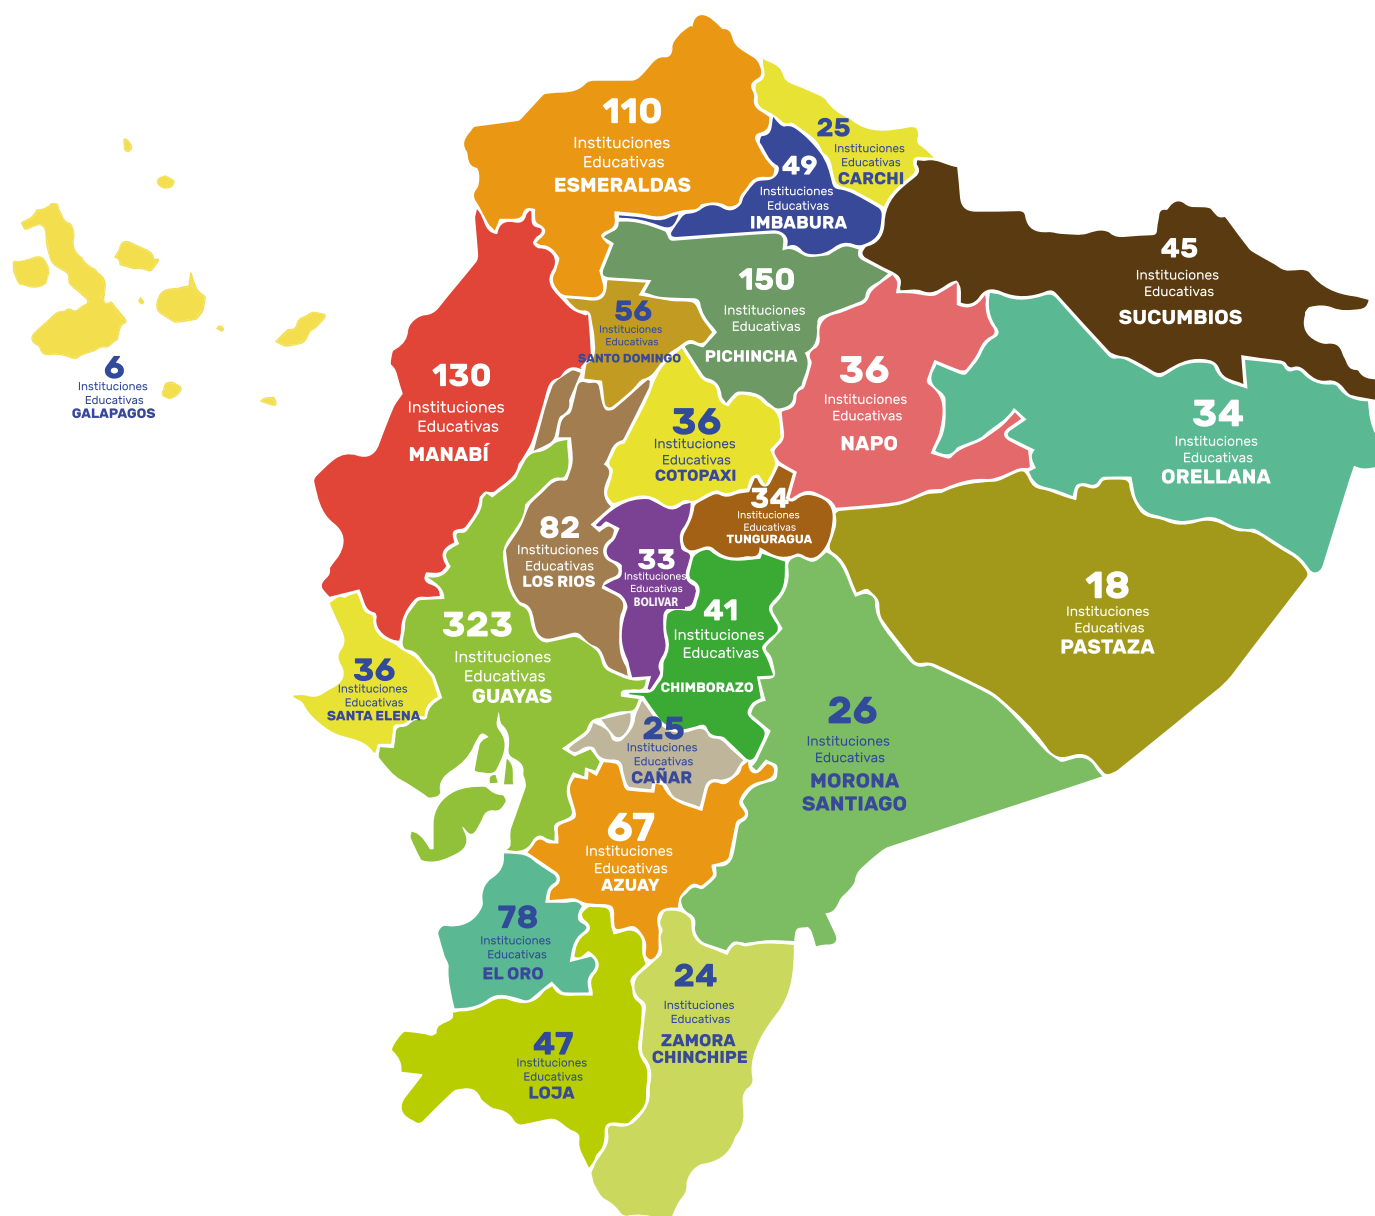 110
Instituciones
Educativas
ESMERALDAS
25
Instituciones
Educativas
CARCHI
49
Instituciones
Educativas
IMBABURA
45
Instituciones
Educativas
SUCUMBIOS
150
Instituciones
Educativas
PICHINCHA
56
Instituciones
Educativas
SANTO DOMINGO
6
Instituciones
Educativas
GALAPAGOS
130
Instituciones
Educativas
MANABÍ
36
Instituciones
Educativas
NAPO
34
Instituciones
Educativas
ORELLANA
36
Instituciones
Educativas
COTOPAXI
34
Instituciones
Educativas
TUNGURAGUA
82
Instituciones
Educativas
LOS RIOS
33
Instituciones
Educativas
BOLIVAR
18
Instituciones
Educativas
PASTAZA
41
Instituciones
Educativas
CHIMBORAZO
323
Instituciones
Educativas
GUAYAS
36
Instituciones
Educativas
SANTA ELENA
26
Instituciones
Educativas
MORONA
SANTIAGO
25
Instituciones
Educativas
CAÑAR
67
Instituciones
Educativas
AZUAY
78
Instituciones
Educativas
EL ORO
24
Instituciones
Educativas
ZAMORA
CHINCHIPE
47
Instituciones
Educativas
LOJA